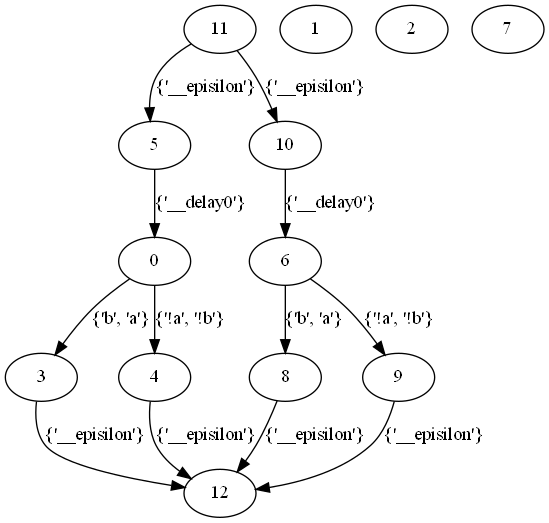 11 1 2 7
{'__episilon'} {'__episilon'}
5 10
{'__delay0'} {'__delay0'}
0 6
{'b', 'a'} {'!a', '!b'} {'b', 'a'} {'!a', '!b'}
3 4 8 9
{'__episilon'} {'__episilon'} {'__episilon'} {'__episilon'}
12